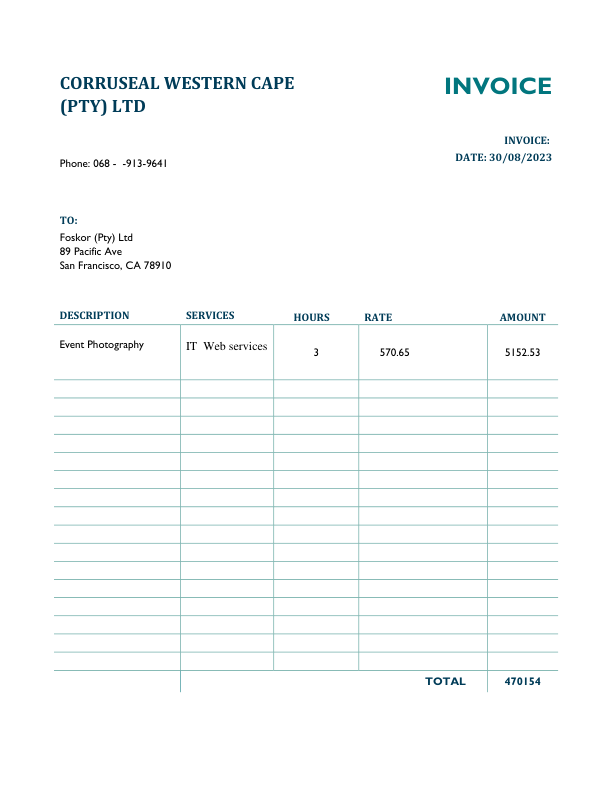 CORRUSEAL WESTERN CAPE
(PTY) LTD
INVOICE
INVOICE:
DATE: 30/08/2023
Phone: 068 -  -913-9641
TO:
Foskor (Pty) Ltd
89 Pacific Ave
San Francisco, CA 78910
DESCRIPTION SERVICES HOURS RATE AMOUNT
Event Photography IT  Web services 3 570.65 5152.53
TOTAL 470154